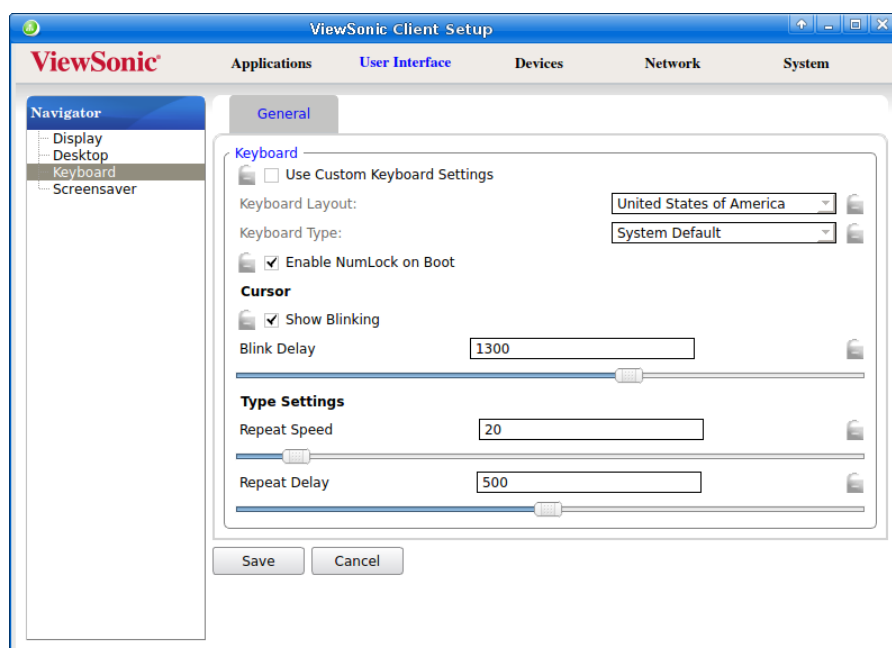 ViewSonic Client Setup
ViewSonic®
Applications User Interface Devices Network System
Navigator
Display
Desktop
Keyboard
Screensaver
General
Keyboard
Use Custom Keyboard Settings
Keyboard Layout: United States of America
Keyboard Type: System Default
Enable NumLock on Boot
Cursor
Show Blinking
Blink Delay 1300
Type Settings
Repeat Speed 20
Repeat Delay 500
Save Cancel